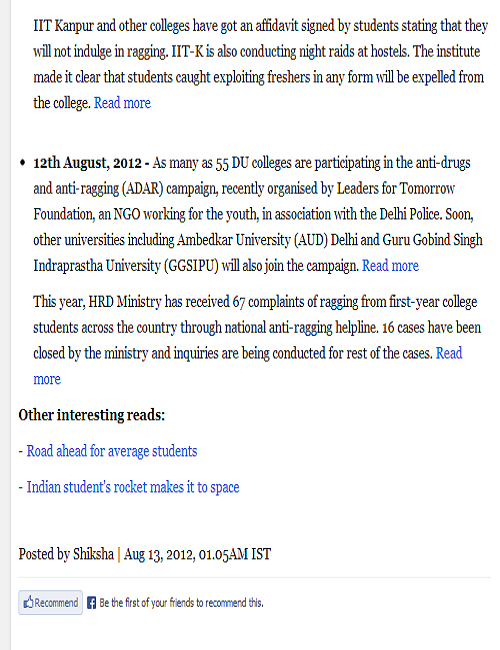 IIT Kanpur and other colleges have got an affidavit signed by students stating that they
will not indulge in ragging. IIT-K is also conducting night raids at hostels. The institute
made it clear that students caught exploiting freshers in any form will be expelled from
the college. Read more
• 12th August, 2012 - As many as 55 DU colleges are participating in the anti-drugs
and anti-ragging (ADAR) campaign, recently organised by Leaders for Tomorrow
Foundation, an NGO working for the youth, in association with the Delhi Police. Soon,
other universities including Ambedkar University (AUD) Delhi and Guru Gobind Singh
Indraprastha University (GGSIPU) will also join the campaign. Read more
This year, HRD Ministry has received 67 complaints of ragging from first-year college
students across the country through national anti-ragging helpline. 16 cases have been
closed by the ministry and inquiries are being conducted for rest of the cases. Read
more
Other interesting reads:
- Road ahead for average students
- Indian student's rocket makes it to space
Posted by Shiksha | Aug 13, 2012, 01.05AM IST
Recommend f Be the first of your friends to recommend this.